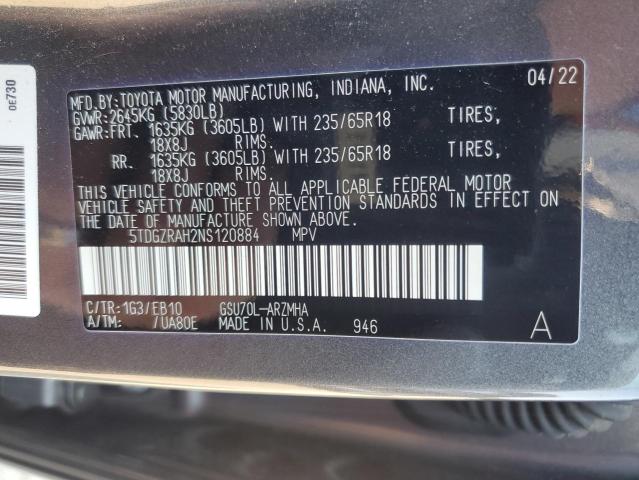 MFD.BY:TOYOTA MOTOR MANUFACTURING, INDIANA, INC. 04/22
GVWR:2645KG (5830LB)
GAWR:FRT. 1635KG (3605LB) WITH 235/65R18 TIRES,
18X8J RIMS.
RR. 1635KG (3605LB) WITH 235/65R18 TIRES,
18X8J RIMS.
THIS VEHICLE CONFORMS TO ALL APPLICABLE FEDERAL MOTOR
VEHICLE SAFETY AND THEFT PREVENTION STANDARDS IN EFFECT ON
THE DATE OF MANUFACTURE SHOWN ABOVE.
5TDGZRAH2NS120884 MPV
C/TR:1G3/EB10 GSU70L-ARZMHA
A/TM: /UA80E MADE IN U.S.A. 946 A
0E730